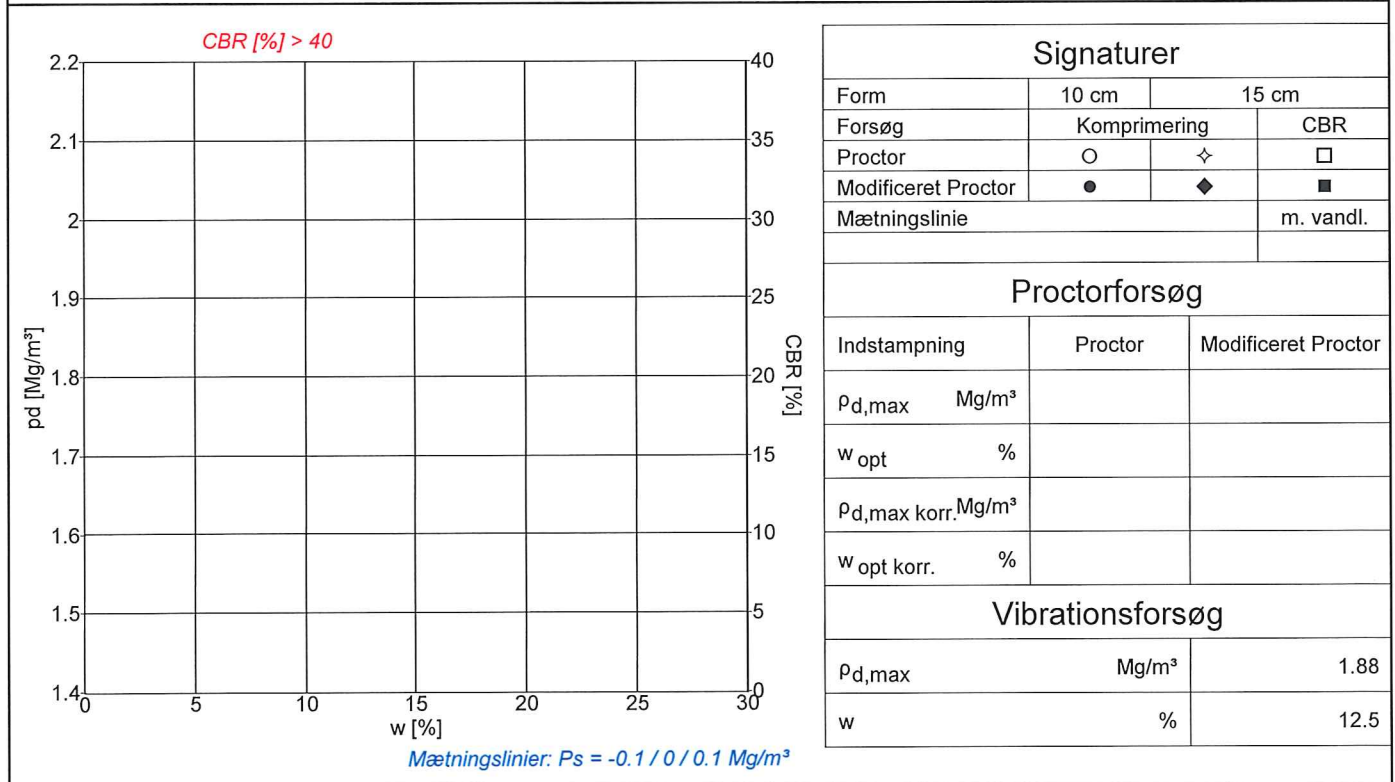 CBR [%] > 40
2.2
2.1
2
1.9
1.8
1.7
1.6
1.5
1.4
pd [Mg/m³]
40
35
30
25
20
15
10
5
0
CBR [%]
0 5 10 15 20 25 30
w [%]
Mætningslinier: Ps = -0.1 / 0 / 0.1 Mg/m³
Signaturer
Form 10 cm 15 cm
Forsøg Komprimering CBR
Proctor
Modificeret Proctor
Mætningslinie m. vandl.
Proctorforsøg
Indstampning Proctor Modificeret Proctor
ρd,max Mg/m³
w opt %
ρd,max korr. Mg/m³
w opt korr. %
Vibrationsforsøg
ρd,max Mg/m³ 1.88
w % 12.5